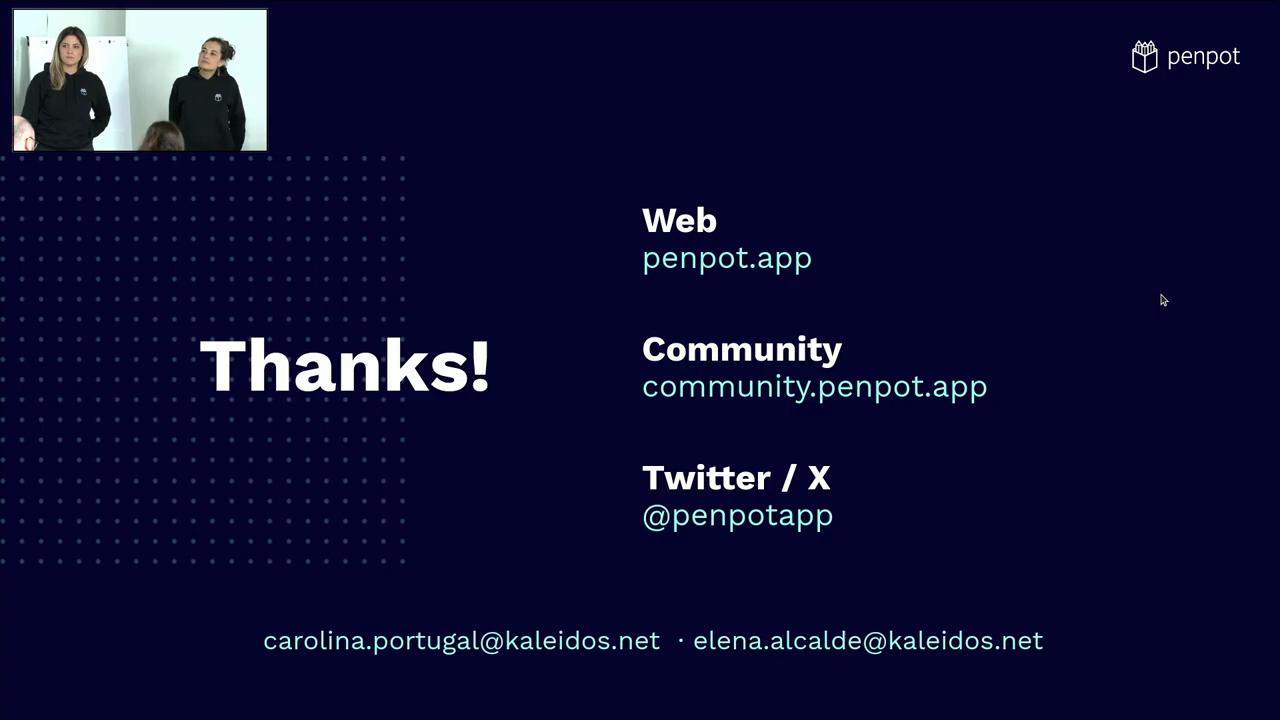 penpot
Web
penpot.app
Thanks!
Community
community.penpot.app
Twitter / X
@penpotapp
carolina.portugal@kaleidos.net · elena.alcalde@kaleidos.net